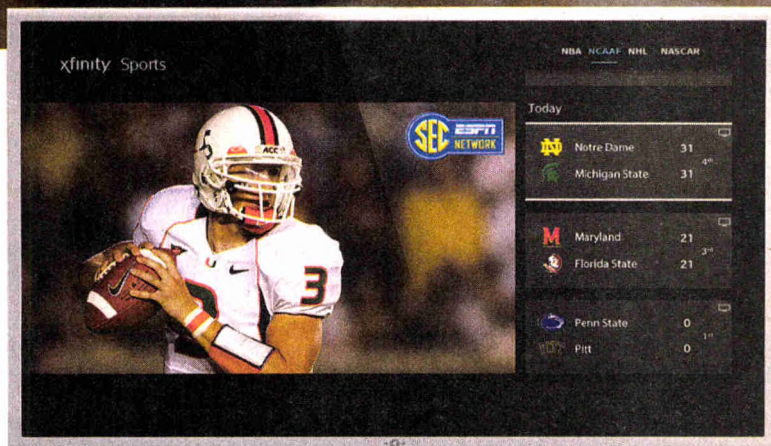 xfinity Sports
NBA NCAAF NHL NASCAR
Today
Notre Dame 31
Michigan State 31
4th
Maryland 21
Florida State 21
3rd
Penn State 0
Pitt 0
1st
SEC ESPN
NETWORK
5
ACC
3